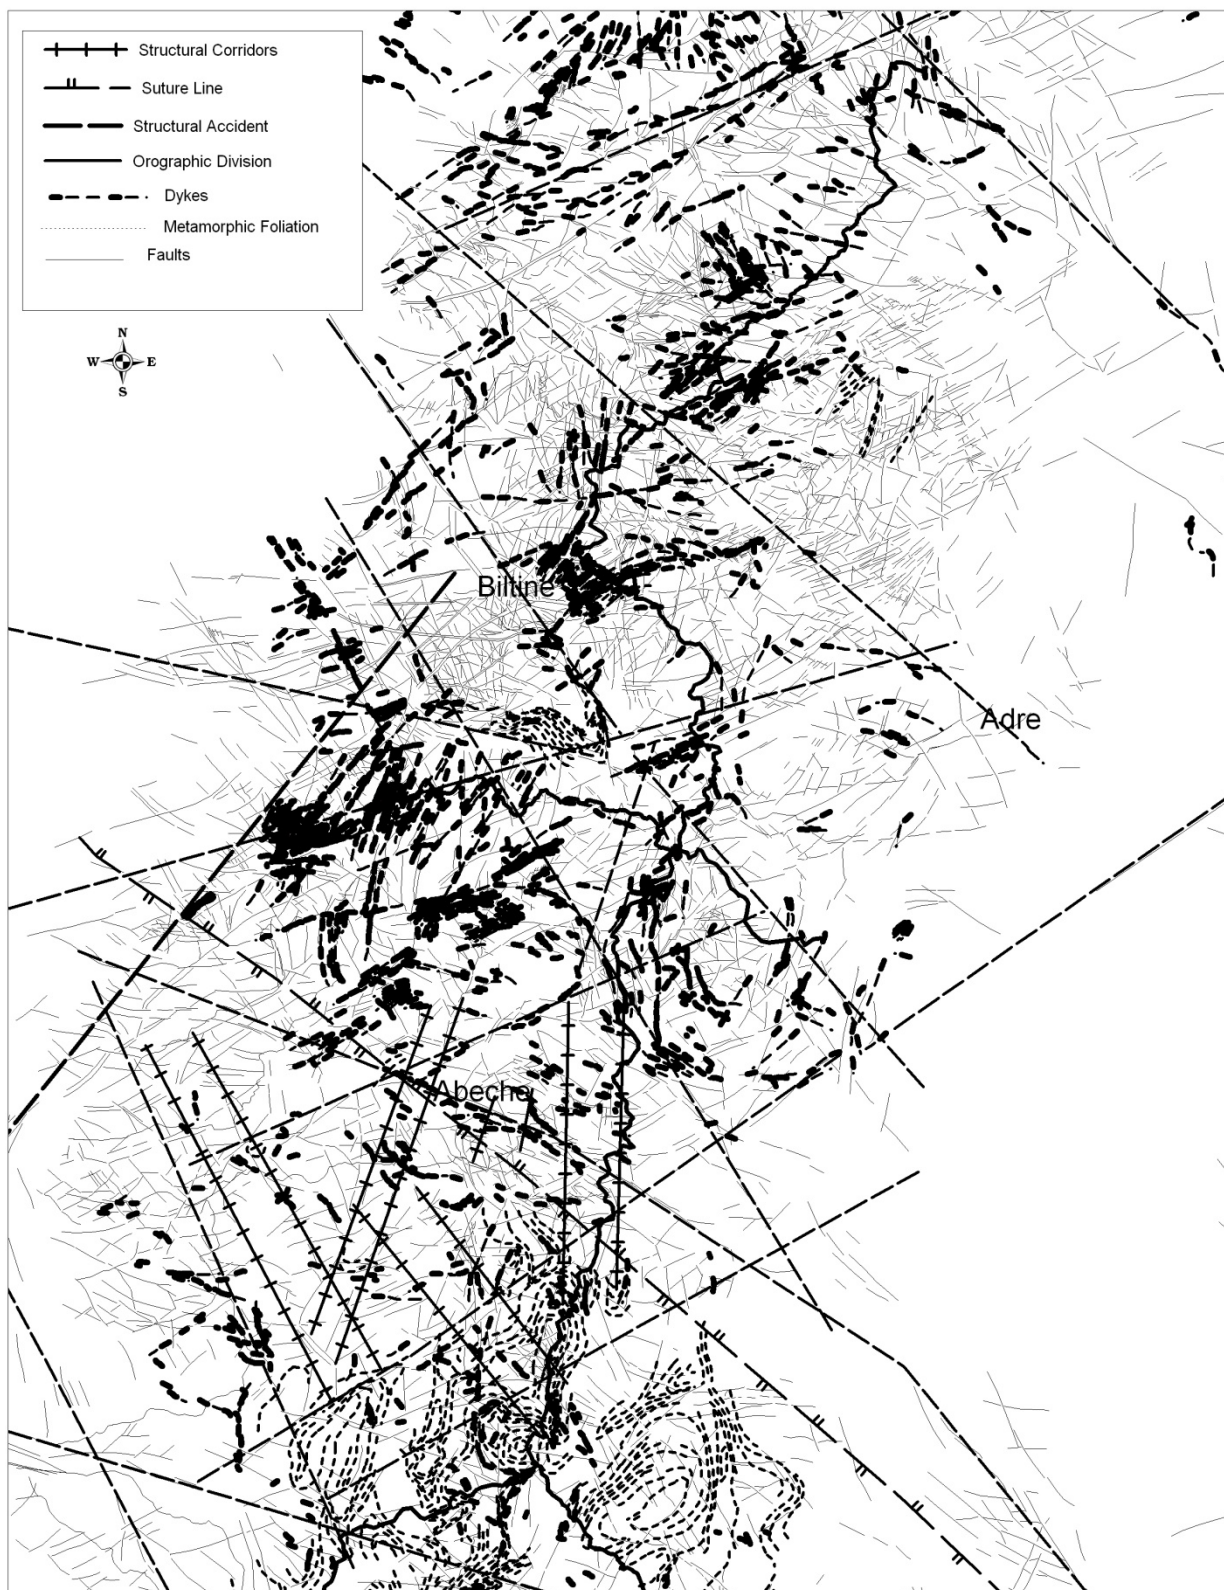 Structural Corridors
Suture Line
Structural Accident
Orographic Division
Dykes
Metamorphic Foliation
Faults
N
W E
S
Biltine
Adre
Abeche